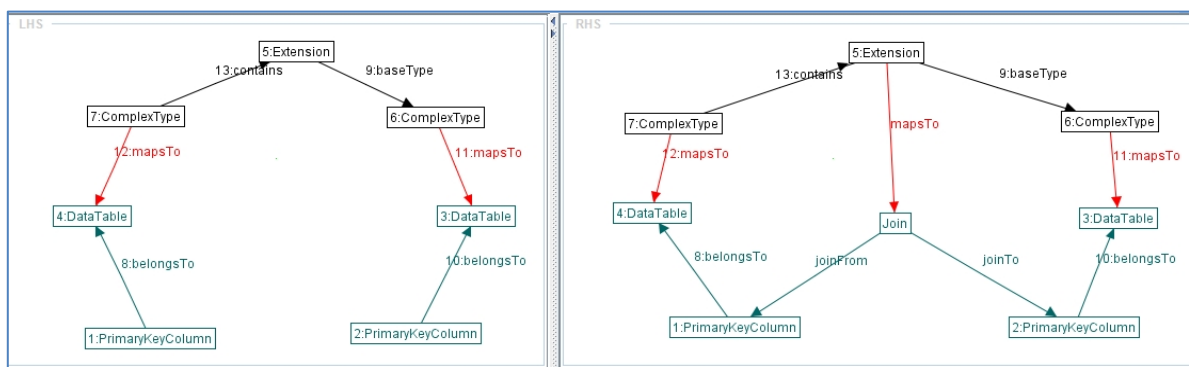 LHS
5:Extension
13:contains
9:baseType
7:ComplexType
6:ComplexType
12:mapsTo
11:mapsTo
4:DataTable
3:DataTable
8:belongsTo
10:belongsTo
1:PrimaryKeyColumn
2:PrimaryKeyColumn
RHS
5:Extension
13:contains
9:baseType
7:ComplexType
mapsTo
6:ComplexType
12:mapsTo
11:mapsTo
4:DataTable
Join
3:DataTable
8:belongsTo
joinFrom
joinTo
10:belongsTo
1:PrimaryKeyColumn
2:PrimaryKeyColumn